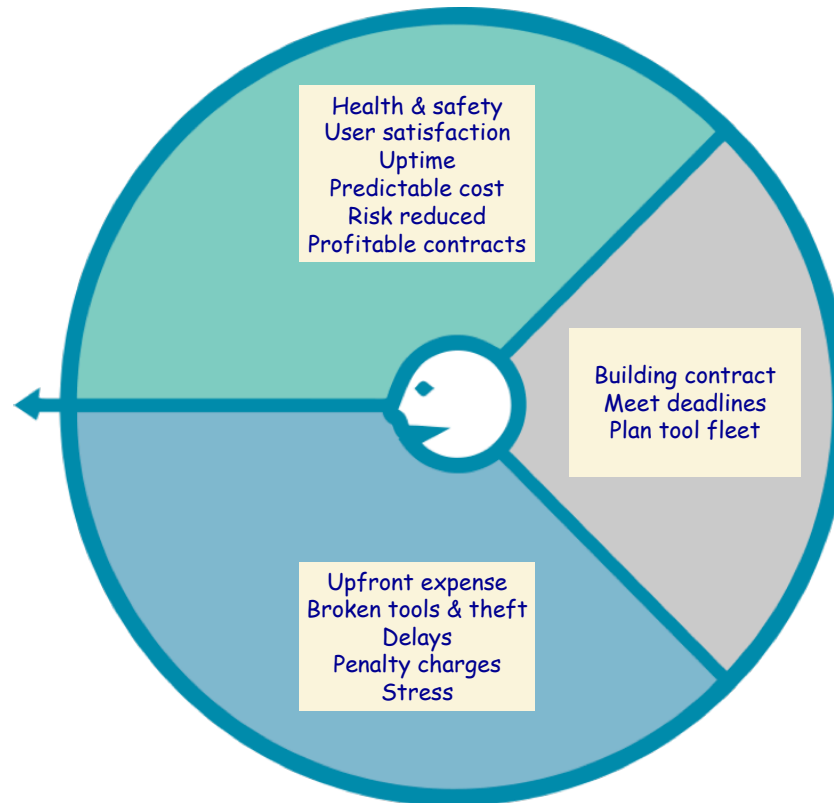 Health & safety
User satisfaction
Uptime
Predictable cost
Risk reduced
Profitable contracts
Building contract
Meet deadlines
Plan tool fleet
Upfront expense
Broken tools & theft
Delays
Penalty charges
Stress